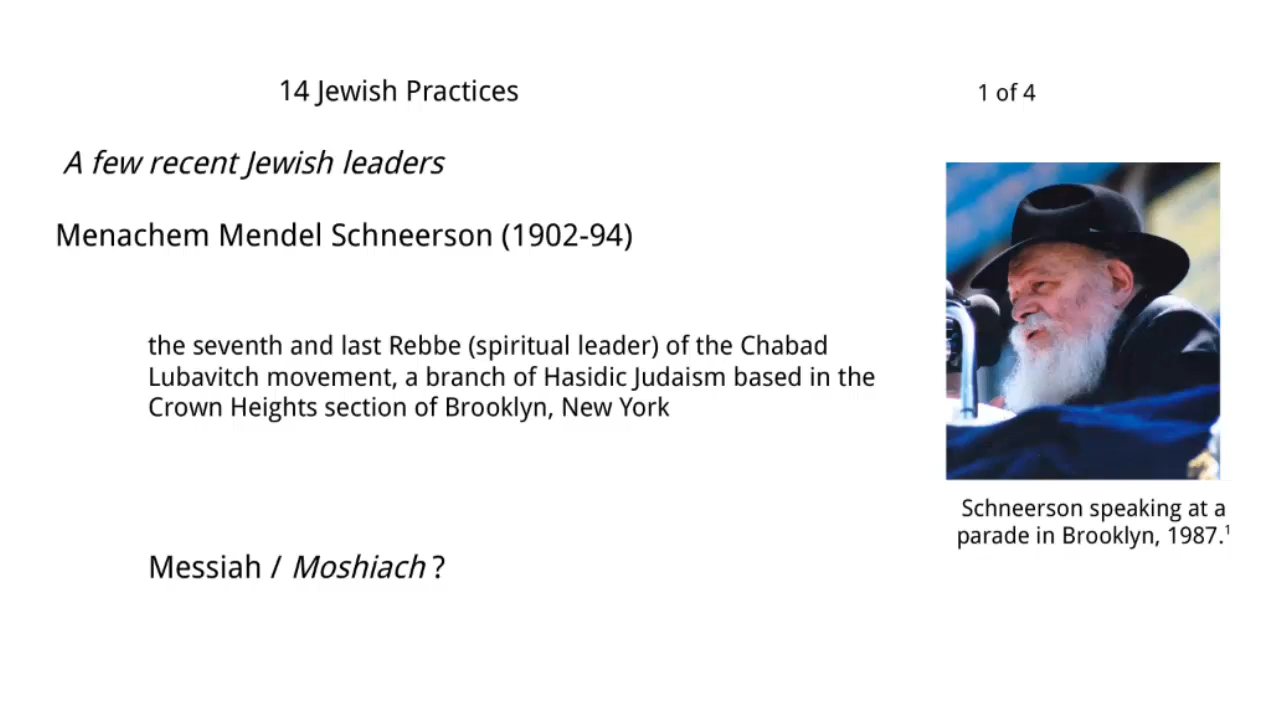 14 Jewish Practices
1 of 4
A few recent Jewish leaders
Menachem Mendel Schneerson (1902-94)
the seventh and last Rebbe (spiritual leader) of the Chabad
Lubavitch movement, a branch of Hasidic Judaism based in the
Crown Heights section of Brooklyn, New York
Schneerson speaking at a
parade in Brooklyn, 1987.¹
Messiah / Moshiach ?